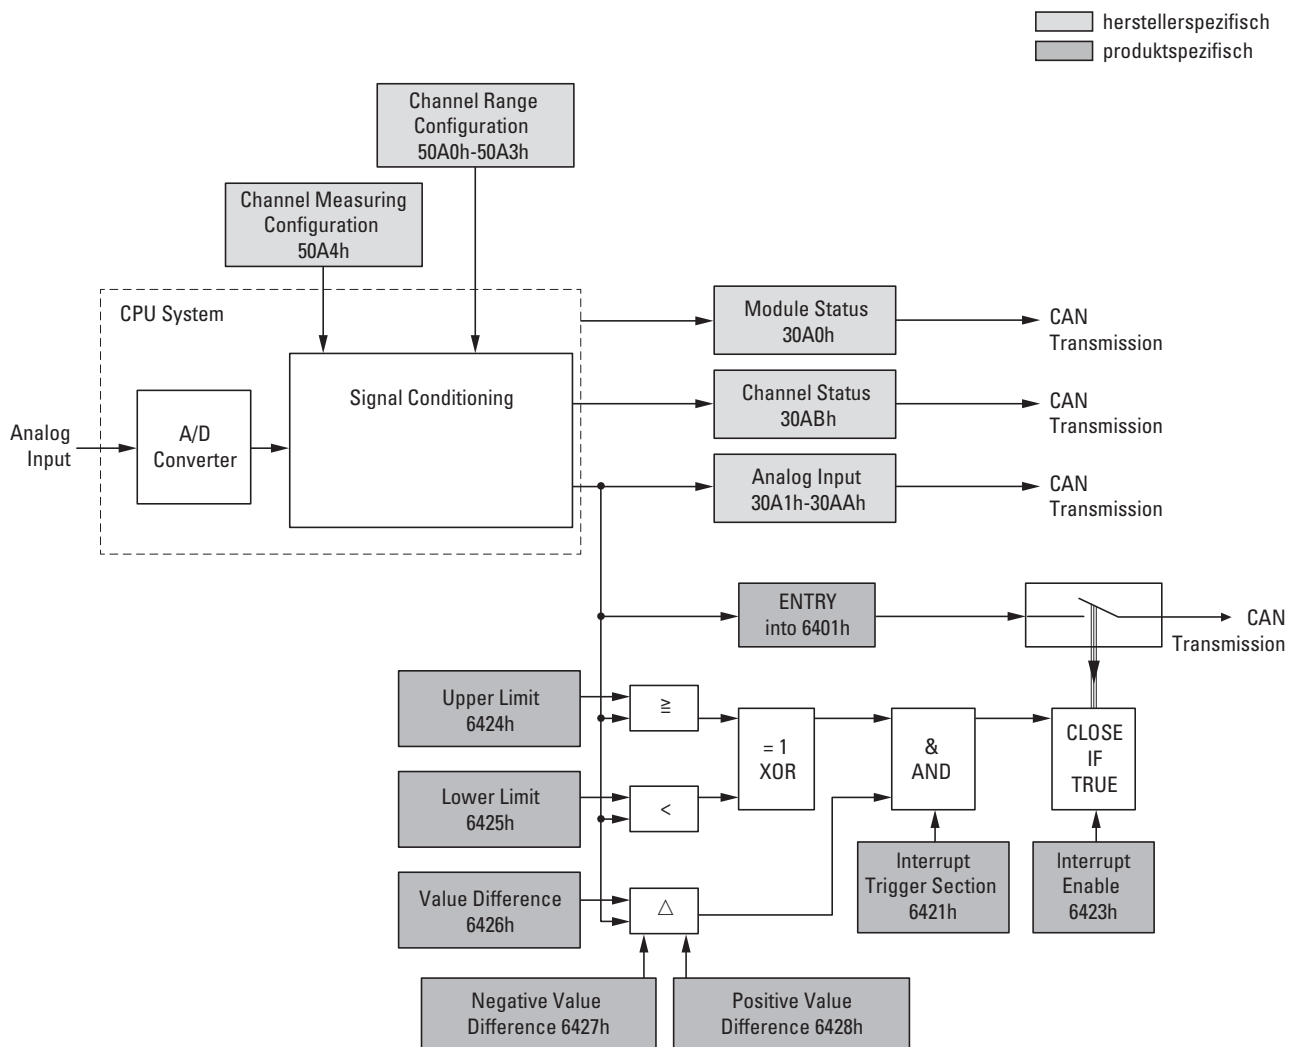 herstellerspezifisch
produktspezifisch
Channel Range
Configuration
50A0h-50A3h
Channel Measuring
Configuration
50A4h
CPU System
Module Status
30A0h
CAN
Transmission
Signal Conditioning
Channel Status
30ABh
CAN
Transmission
Analog
Input
A/D
Converter
Analog Input
30A1h-30AAh
CAN
Transmission
ENTRY
into 6401h
CAN
Transmission
Upper Limit
6424h
≧
= 1
XOR
&
AND
CLOSE
IF
TRUE
Lower Limit
6425h
<
Interrupt
Trigger Section
6421h
Interrupt
Enable
6423h
Value Difference
6426h
△
Negative Value
Difference 6427h
Positive Value
Difference 6428h